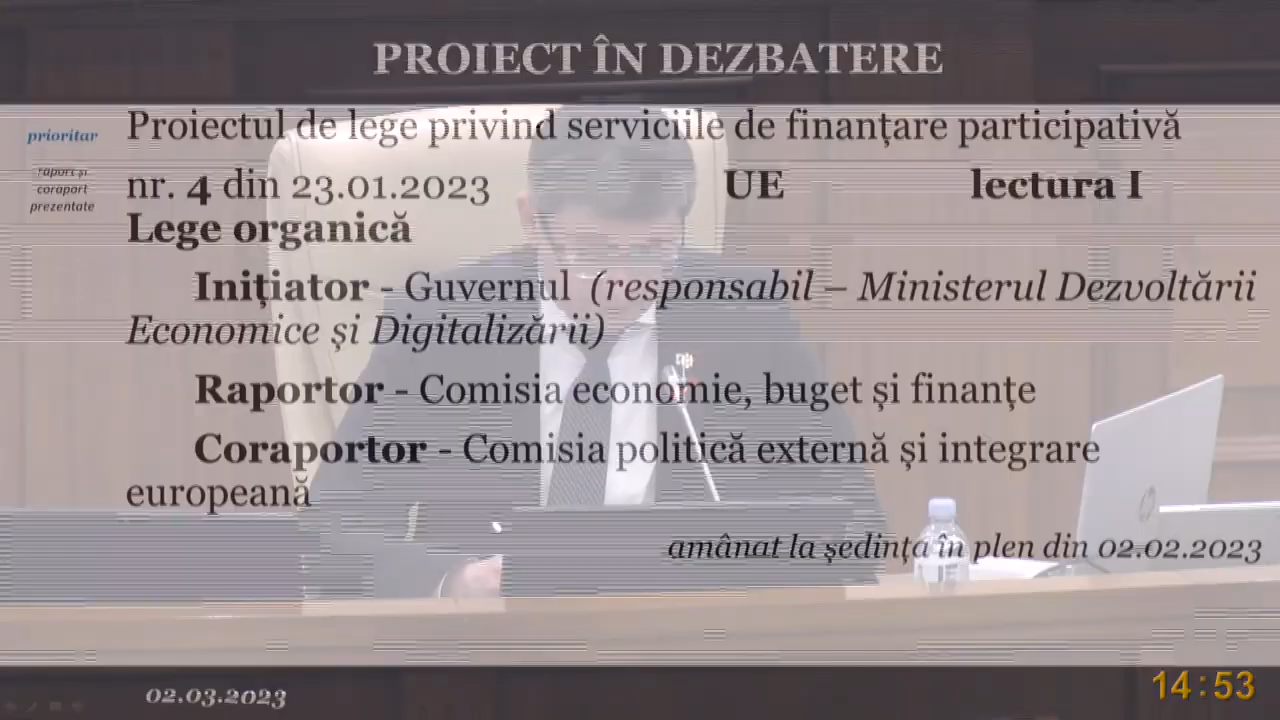 PROIECT ÎN DEZBATERE
prioritar
Proiectul de lege privind serviciile de finanțare participativă
raport și
coraport
prezentate
nr. 4 din 23.01.2023 UE lectura I
Lege organică
Inițiator - Guvernul (responsabil – Ministerul Dezvoltării
Economice și Digitalizării)
Raportor - Comisia economie, buget și finanțe
Coraportor - Comisia politică externă și integrare
europeană
amânat la ședința în plen din 02.02.2023
02.03.2023
14:53